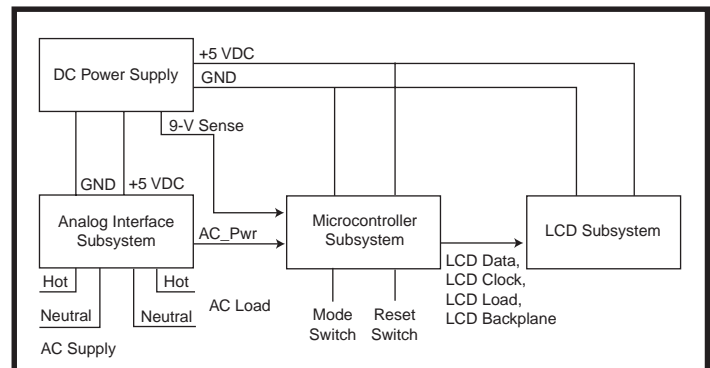 +5 VDC
DC Power Supply
GND
9-V Sense
GND +5 VDC
Analog Interface
Subsystem
AC_Pwr
Microcontroller
Subsystem
LCD Subsystem
LCD Data,
LCD Clock,
LCD Load,
LCD Backplane
Hot
Hot
Neutral
Neutral
AC Load
AC Supply
Mode
Switch
Reset
Switch